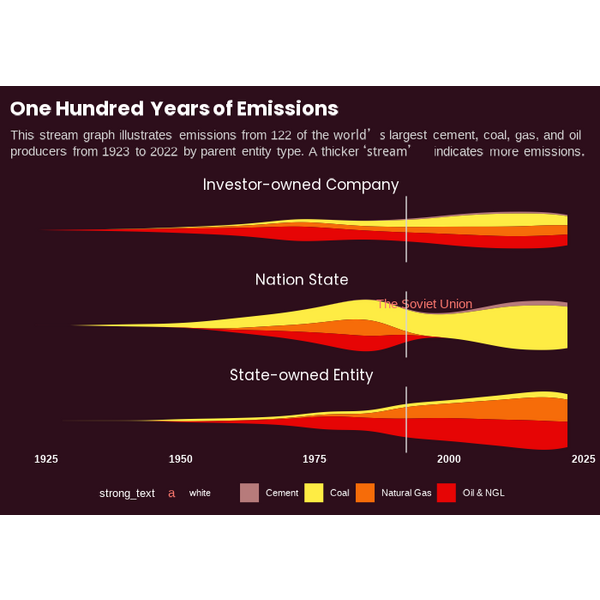 One Hundred Years of Emissions
This stream graph illustrates emissions from 122 of the world’s largest cement, coal, gas, and oil
producers from 1923 to 2022 by parent entity type. A thicker ‘stream’ indicates more emissions.
Investor-owned Company
Nation State
The Soviet Union
State-owned Entity
1925 1950 1975 2000 2025
strong_text a white Cement Coal Natural Gas Oil & NGL